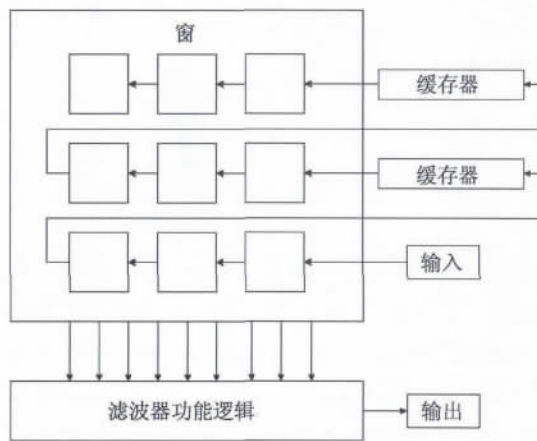 窗
缓存器
缓存器
输入
滤波器功能逻辑
输出